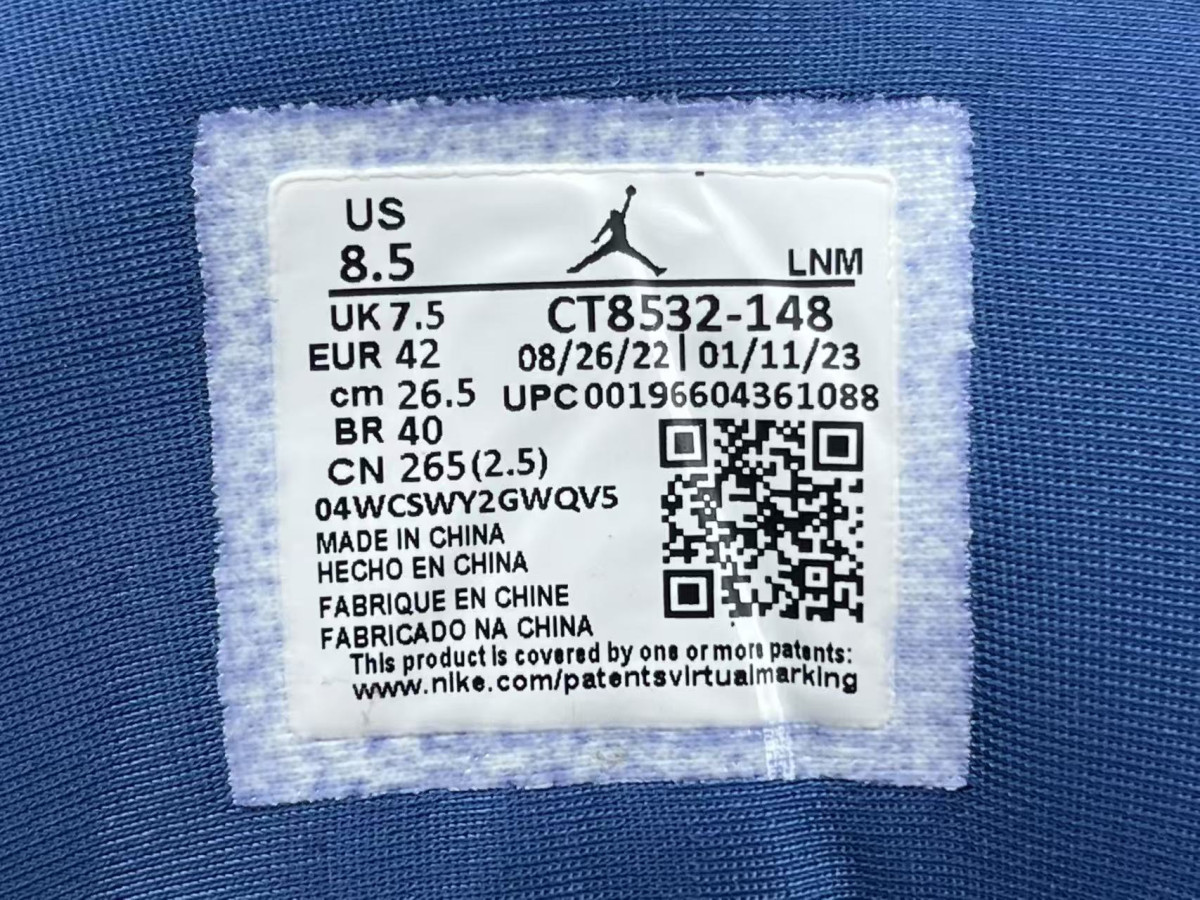 US
8.5
LNM
UK 7.5
CT8532-148
EUR 42
08/26/22 | 01/11/23
cm 26.5
UPC 00196604361088
BR 40
CN 265(2.5)
04WCSWY2GWQV5
MADE IN CHINA
HECHO EN CHINA
FABRIQUE EN CHINE
FABRICADO NA CHINA
This product is covered by one or more patents:
www.nike.com/patentsvirtualmarking